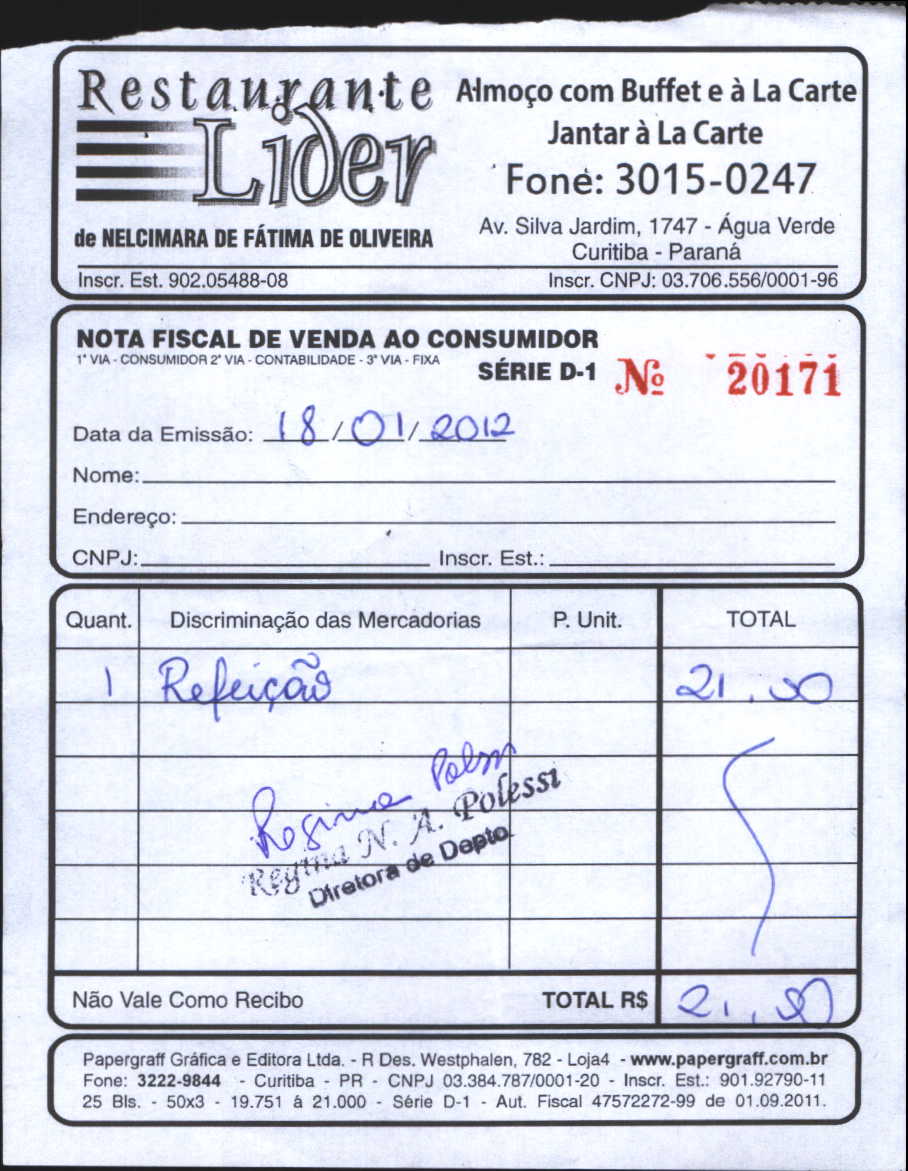 Restaurante
Lider
de NELCIMARA DE FÁTIMA DE OLIVEIRA
Inscr. Est. 902.05488-08
Almoço com Buffet e à La Carte
Jantar à La Carte
Fone: 3015-0247
Av. Silva Jardim, 1747 - Água Verde
Curitiba - Paraná
Inscr. CNPJ: 03.706.556/0001-96
NOTA FISCAL DE VENDA AO CONSUMIDOR
1ª VIA - CONSUMIDOR 2ª VIA - CONTABILIDADE - 3ª VIA - FIXA
SÉRIE D-1 Nº 20171
Data da Emissão: 18/01/2012
Nome:
Endereço:
CNPJ: Inscr. Est.:
Quant. Discriminação das Mercadorias P. Unit. TOTAL
1 Refeição 21,50
Regina Polessi
Regina N. A. Polessi
Diretora de Depto.
Não Vale Como Recibo TOTAL R$ 21,50
Papergraff Gráfica e Editora Ltda. - R Des. Westphalen, 782 - Loja4 - www.papergraff.com.br
Fone: 3222-9844 - Curitiba - PR - CNPJ 03.384.787/0001-20 - Inscr. Est.: 901.92790-11
25 Bls. - 50x3 - 19.751 á 21.000 - Série D-1 - Aut. Fiscal 47572272-99 de 01.09.2011.